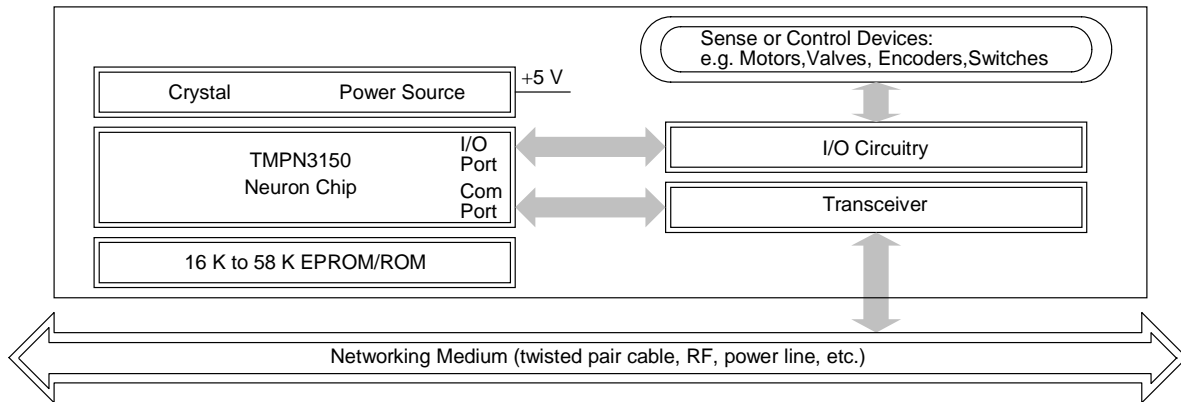 Sense or Control Devices:
e.g. Motors,Valves, Encoders,Switches
Crystal Power Source
+5 V
TMPN3150
Neuron Chip
I/O
Port
Com
Port
I/O Circuitry
Transceiver
16 K to 58 K EPROM/ROM
Networking Medium (twisted pair cable, RF, power line, etc.)